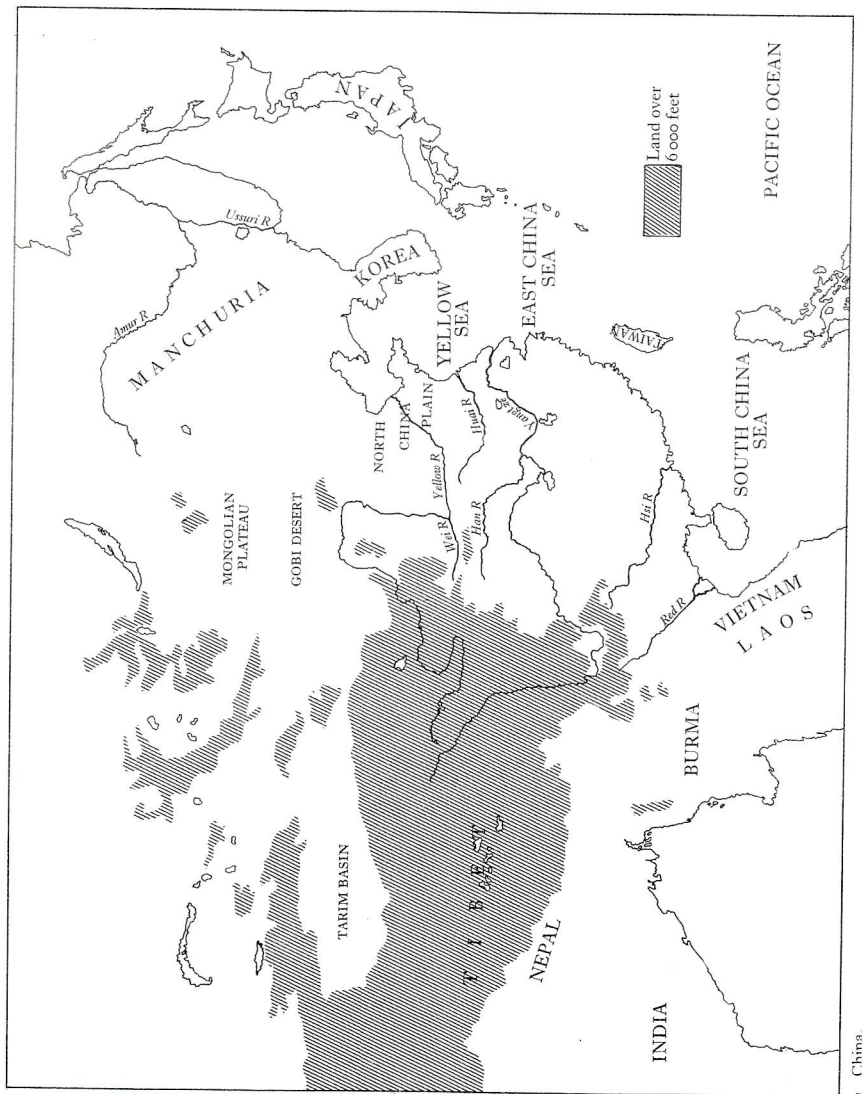 MANCHURIA
Amur R
Ussuri R
MONGOLIAN
PLATEAU
GOBI DESERT
TARIM BASIN
NORTH
CHINA
PLAIN
KOREA
JAPAN
YELLOW
SEA
Yellow R
Wei R
Huai R
Han R
Yangtze
TIBET
NEPAL
EAST CHINA
SEA
TAIWAN
Hsi R
Red R
INDIA
BURMA
VIETNAM
LAOS
SOUTH CHINA
SEA
Land over
6 000 feet
PACIFIC OCEAN
China.